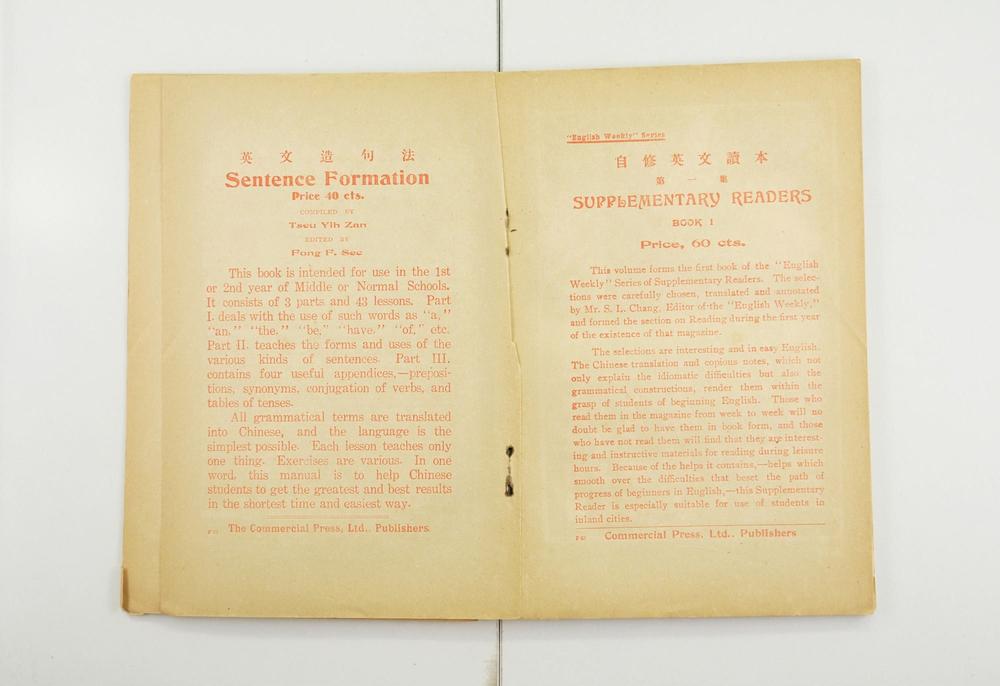 英文造句法
Sentence Formation
Price 40 cts.
COMPILED BY
Tseu Yih Zan
EDITED BY
Fong F. Sec
This book is intended for use in the 1st
or 2nd year of Middle or Normal Schools.
It consists of 3 parts and 43 lessons. Part
I. deals with the use of such words as "a,"
"an," "the," "be," "have," "of," etc.
Part II. teaches the forms and uses of the
various kinds of sentences. Part III.
contains four useful appendices,—preposi-
tions, synonyms, conjugation of verbs, and
tables of tenses.
All grammatical terms are translated
into Chinese, and the language is the
simplest possible. Each lesson teaches only
one thing. Exercises are various. In one
word, this manual is to help Chinese
students to get the greatest and best results
in the shortest time and easiest way.
The Commercial Press, Ltd., Publishers
"English Weekly" Series
自修英文讀本
第一集
SUPPLEMENTARY READERS
BOOK I
Price, 60 cts.
This volume forms the first book of the "English
Weekly" Series of Supplementary Readers. The selec-
tions were carefully chosen, translated and annotated
by Mr. S. L. Chang, Editor of the "English Weekly,"
and formed the section on Reading during the first year
of the existence of that magazine.
The selections are interesting and in easy English.
The Chinese translation and copious notes, which not
only explain the idiomatic difficulties but also the
grammatical constructions, render them within the
grasp of students of beginning English. Those who
read them in the magazine from week to week will no
doubt be glad to have them in book form, and those
who have not read them will find that they are interest-
ing and instructive materials for reading during leisure
hours. Because of the helps it contains,—helps which
smooth over the difficulties that beset the path of
progress of beginners in English,—this Supplementary
Reader is especially suitable for use of students in
inland cities.
Commercial Press, Ltd., Publishers